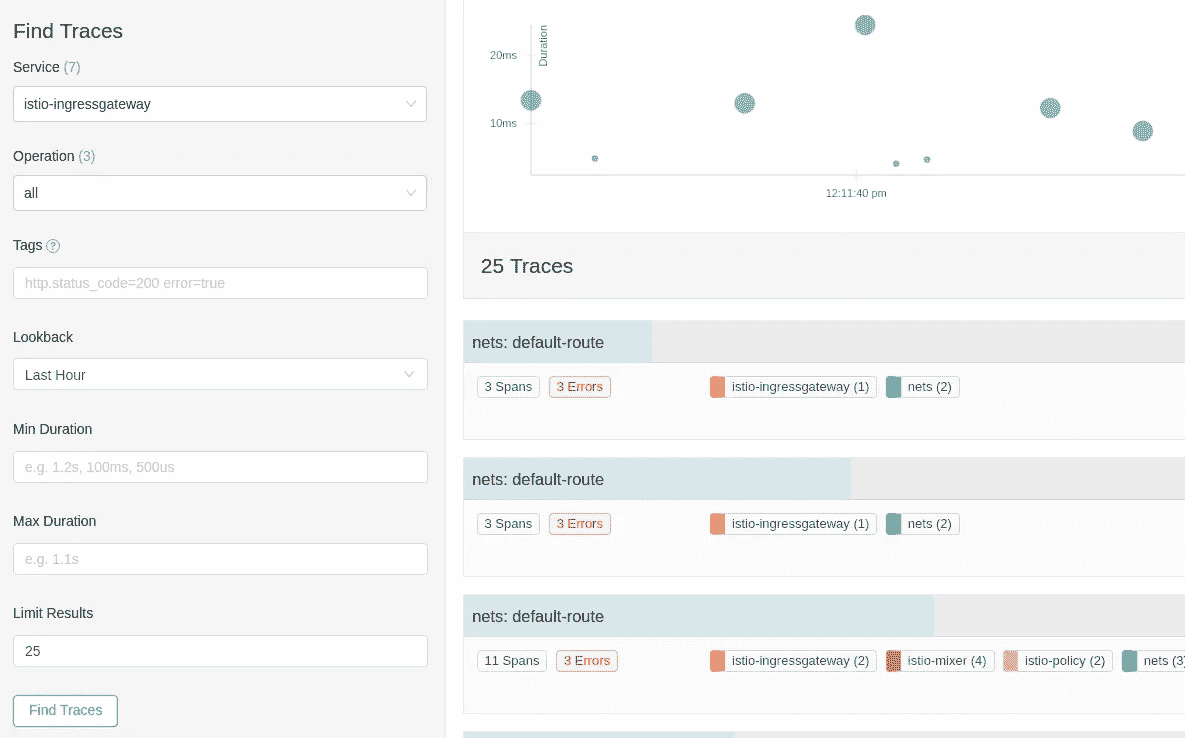 Find Traces
Service (7)
istio-ingressgateway
Operation (3)
all
Tags ?
http.status_code=200 error=true
Lookback
Last Hour
Min Duration
e.g. 1.2s, 100ms, 500us
Max Duration
e.g. 1.1s
Limit Results
25
Find Traces
Duration
20ms
10ms
12:11:40 pm
25 Traces
nets: default-route
3 Spans 3 Errors istio-ingressgateway (1) nets (2)
nets: default-route
3 Spans 3 Errors istio-ingressgateway (1) nets (2)
nets: default-route
11 Spans 3 Errors istio-ingressgateway (2) istio-mixer (4) istio-policy (2) nets (3)